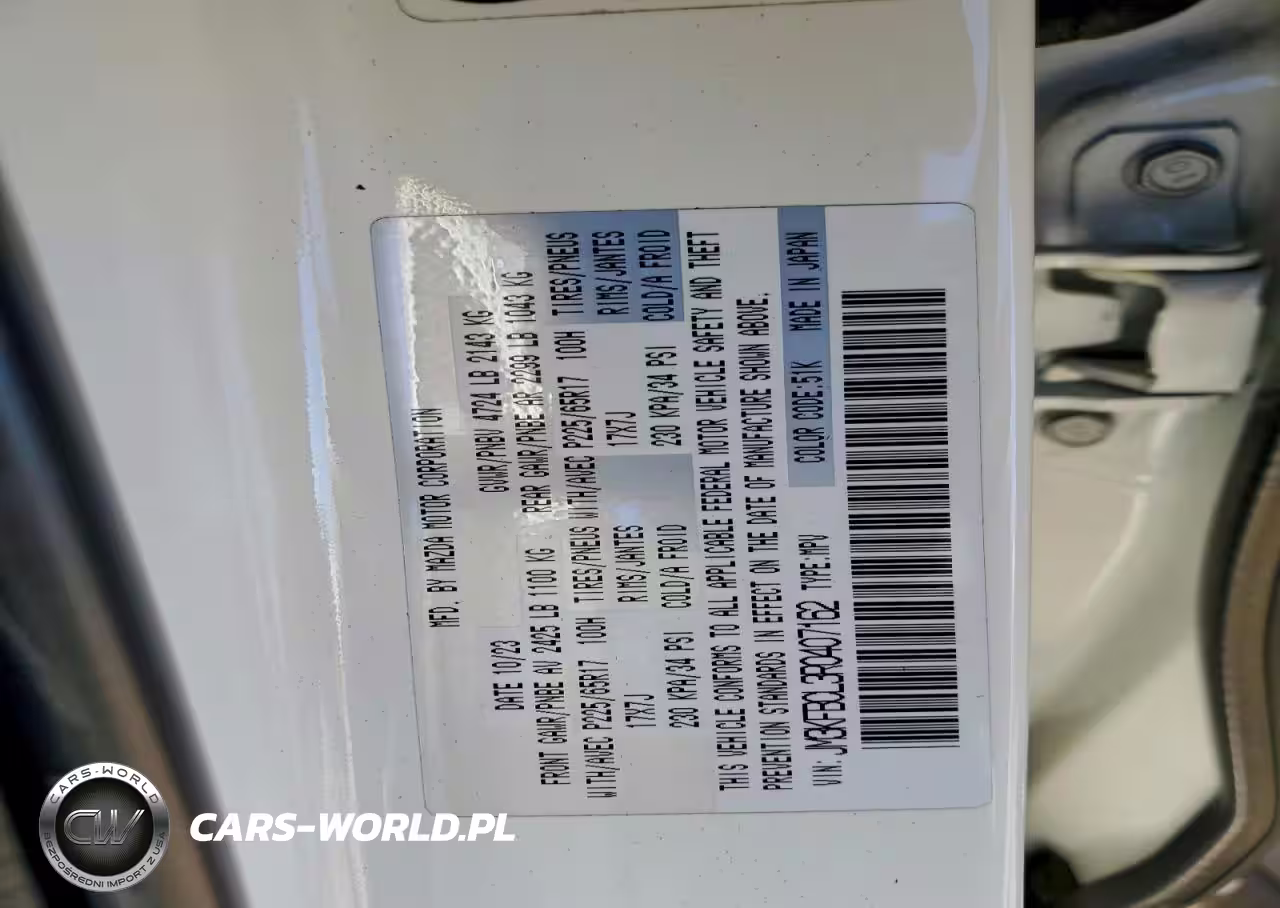 MFD. BY MAZDA MOTOR CORPORATION
DATE 10/23
GVWR/PNBV 4724 LB 2143 KG
FRONT GAWR/PNBE AV 2425 LB 1100 KG
REAR GAWR/PNBE AR 2299 LB 1043 KG
WITH/AVEC P225/65R17 100H TIRES/PNEUS WITH/AVEC P225/65R17 100H TIRES/PNEUS
17X7J RIMS/JANTES 17X7J RIMS/JANTES
230 KPA/34 PSI COLD/A FROID 230 KPA/34 PSI COLD/A FROID
THIS VEHICLE CONFORMS TO ALL APPLICABLE FEDERAL MOTOR VEHICLE SAFETY AND THEFT
PREVENTION STANDARDS IN EFFECT ON THE DATE OF MANUFACTURE SHOWN ABOVE.
VIN: JM3KFBCL3R0407162 TYPE:MPV COLOR CODE:51K MADE IN JAPAN
CARS-WORLD
CW
BEZPOŚREDNI IMPORT Z USA
CARS-WORLD.PL